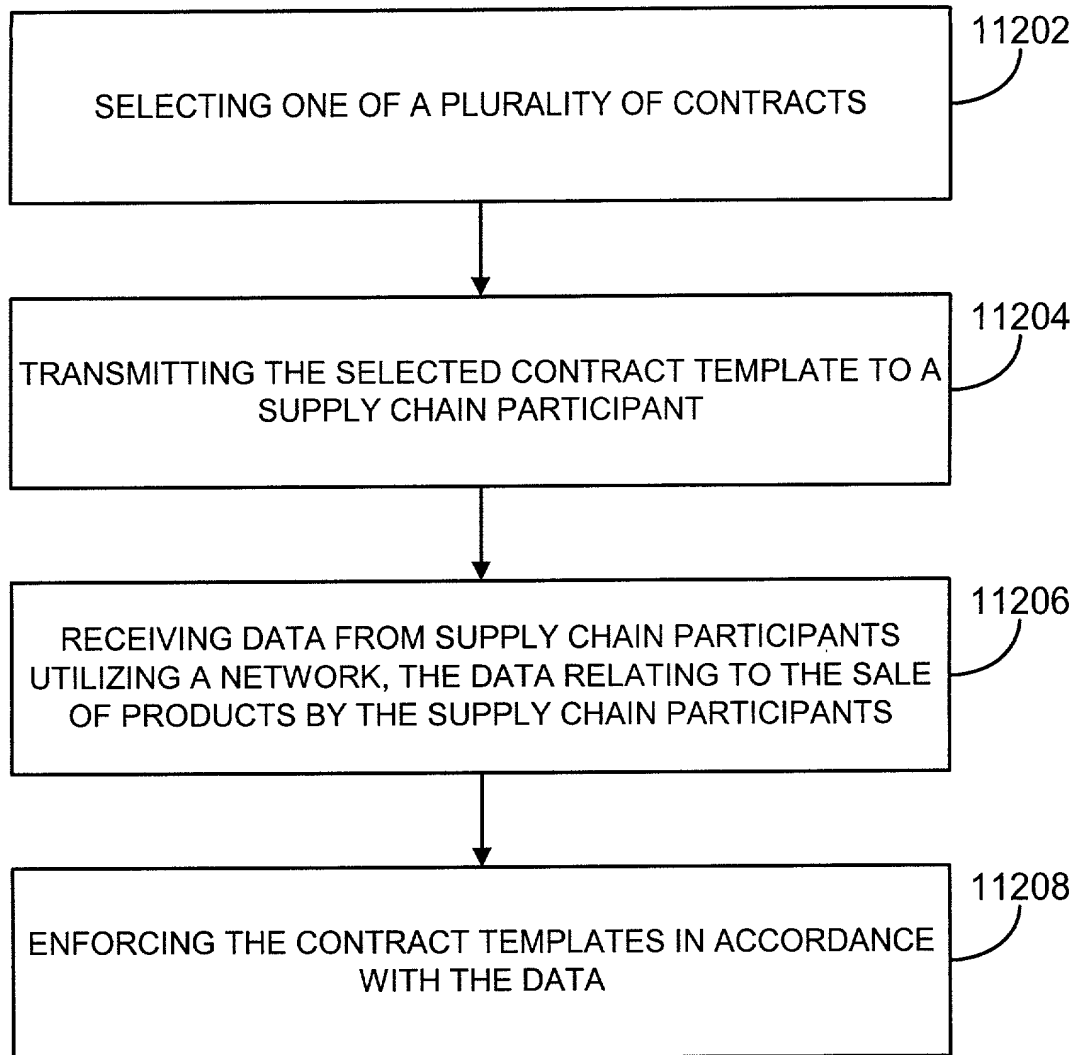 11202
SELECTING ONE OF A PLURALITY OF CONTRACTS
11204
TRANSMITTING THE SELECTED CONTRACT TEMPLATE TO A
SUPPLY CHAIN PARTICIPANT
11206
RECEIVING DATA FROM SUPPLY CHAIN PARTICIPANTS
UTILIZING A NETWORK, THE DATA RELATING TO THE SALE
OF PRODUCTS BY THE SUPPLY CHAIN PARTICIPANTS
11208
ENFORCING THE CONTRACT TEMPLATES IN ACCORDANCE
WITH THE DATA